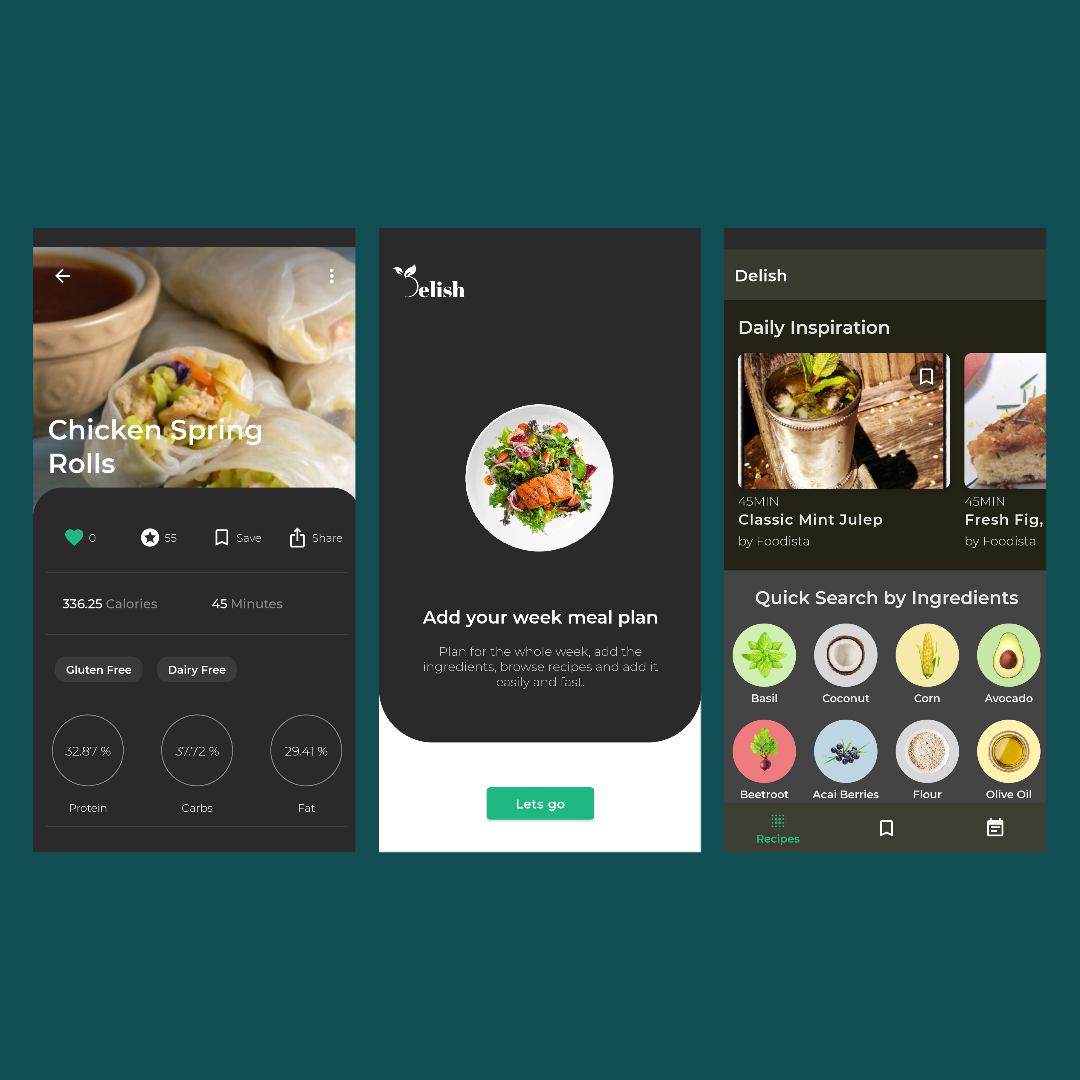 Chicken Spring
Rolls
0
55
Save
Share
336.25 Calories
45 Minutes
Gluten Free
Dairy Free
32.87 %
37.72 %
29.41 %
Protein
Carbs
Fat
Delish
Add your week meal plan
Plan for the whole week, add the
ingredients, browse recipes and add it
easily and fast.
Lets go
Delish
Daily Inspiration
45MIN
Classic Mint Julep
by Foodista
45MIN
Fresh Fig,
by Foodista
Quick Search by Ingredients
Basil
Coconut
Corn
Avocado
Beetroot
Acai Berries
Flour
Olive Oil
Recipes